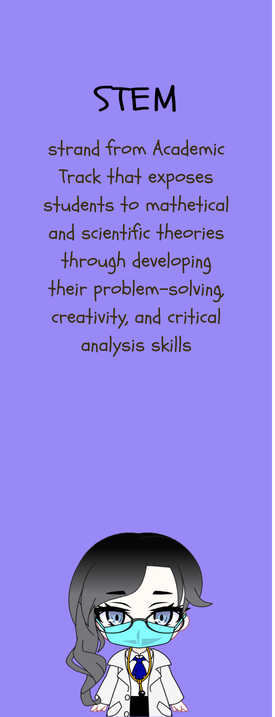 STEM
strand from Academic
Track that exposes
students to mathetical
and scientific theories
through developing
their problem-solving,
creativity, and critical
analysis skills